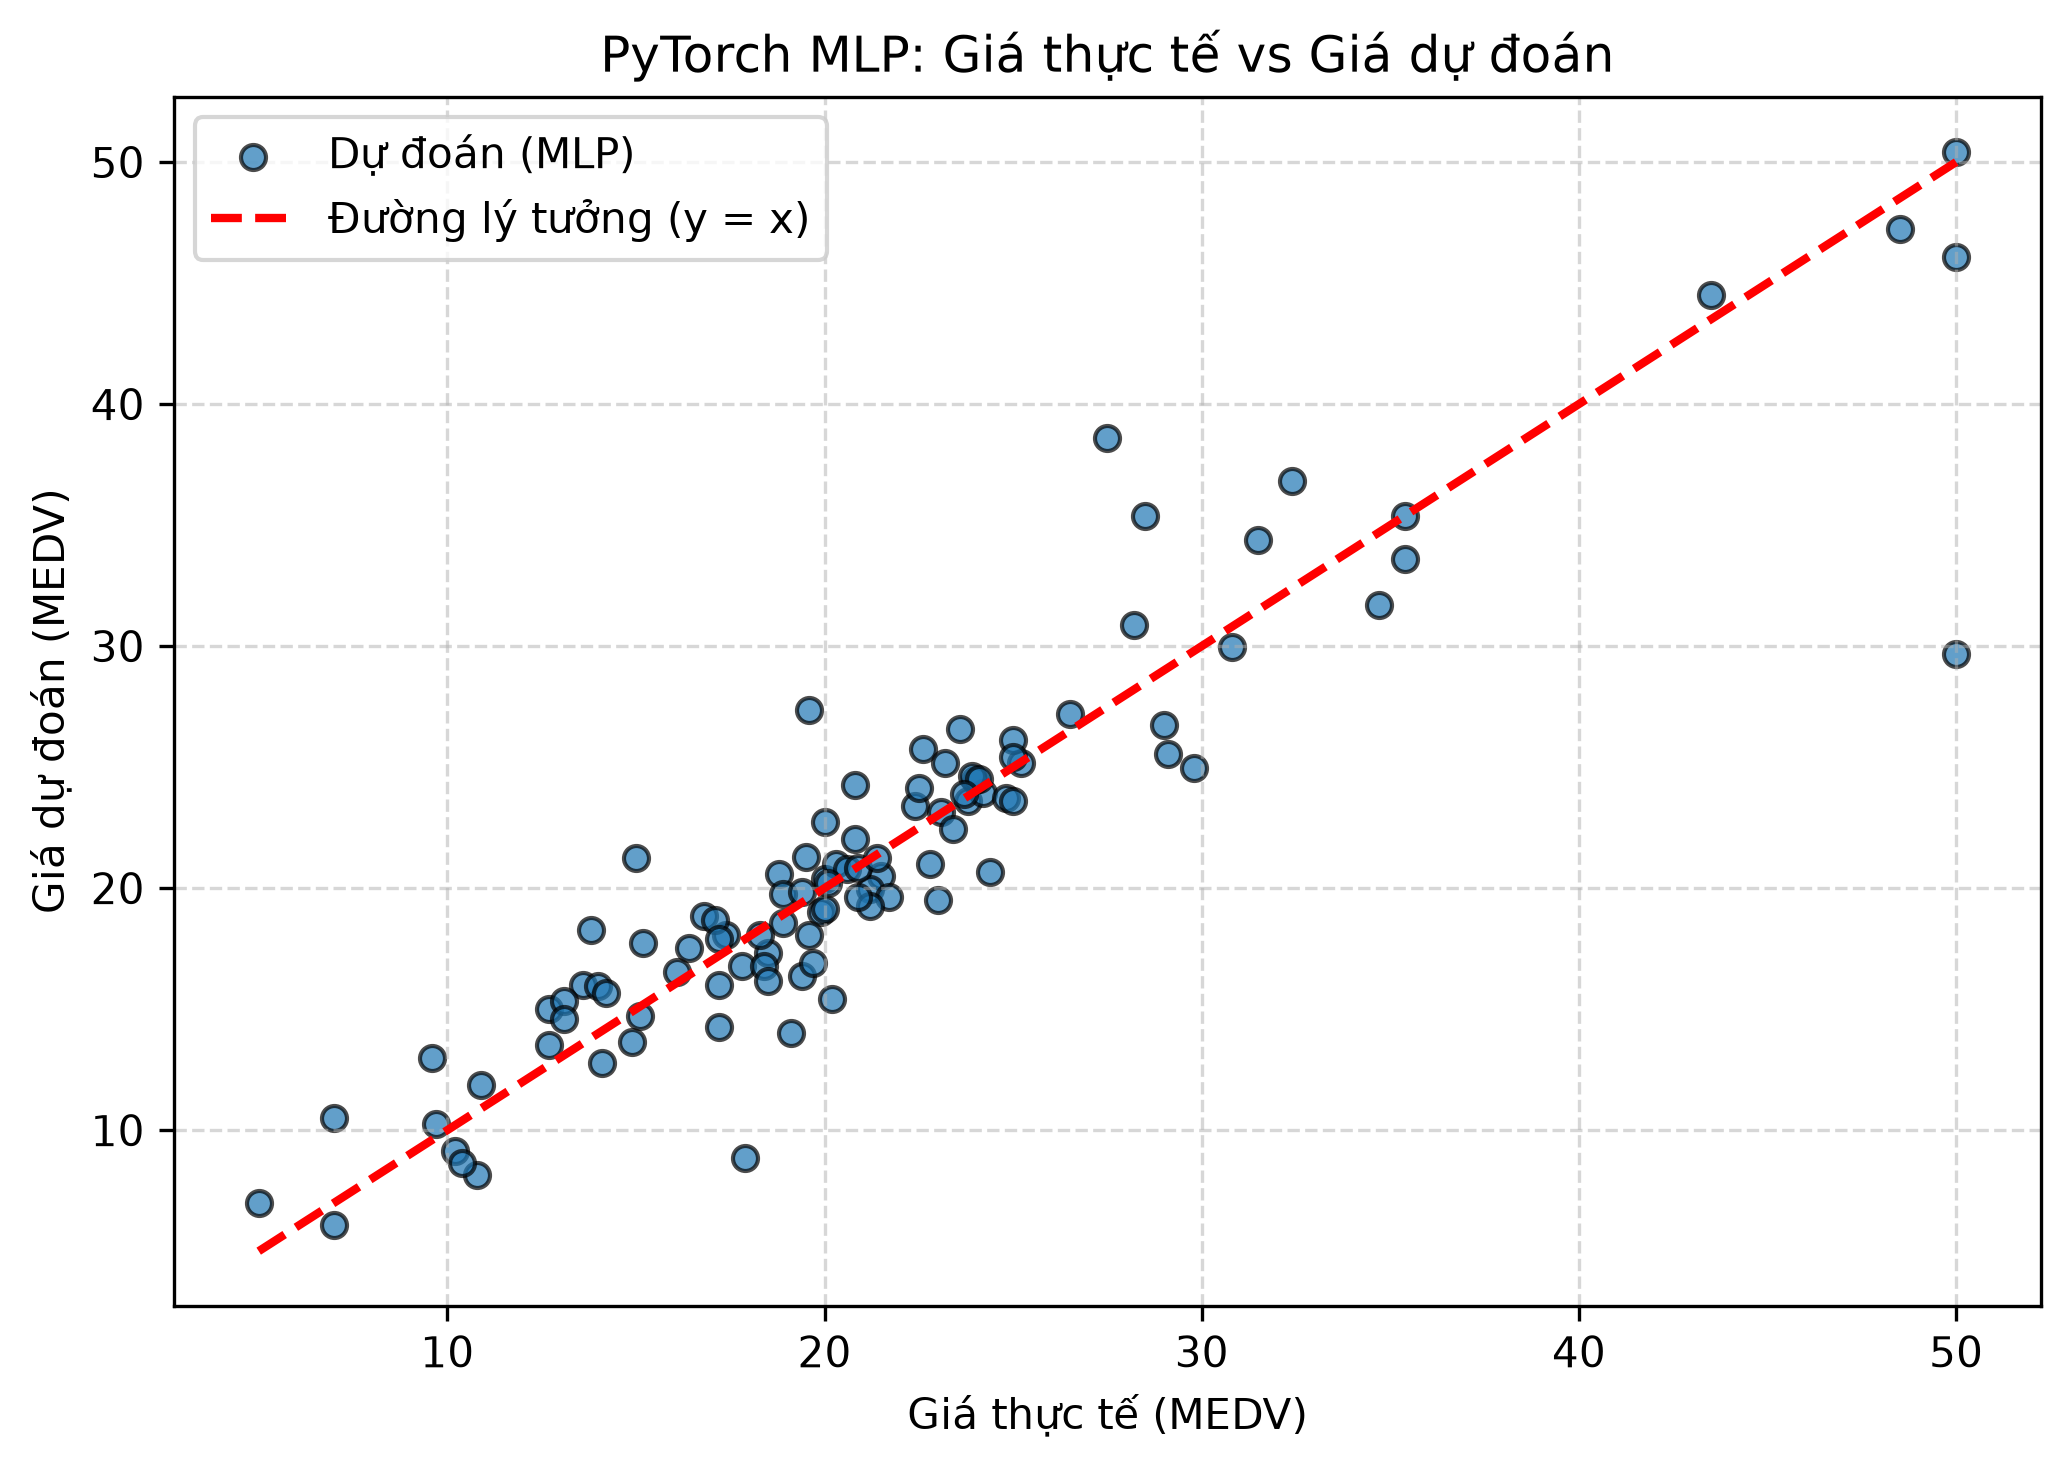 PyTorch MLP: Giá thực tế vs Giá dự đoán
Dự đoán (MLP)
Đường lý tưởng (y = x)
50
40
30
20
10
Giá dự đoán (MEDV)
10
20
30
40
50
Giá thực tế (MEDV)